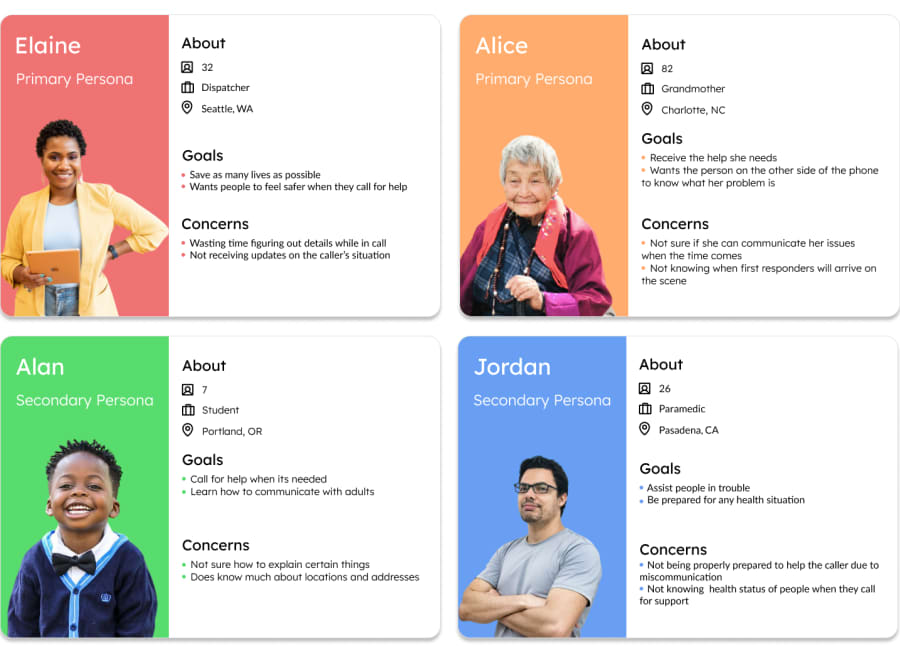 Elaine
Primary Persona
About
32
Dispatcher
Seattle, WA
Goals
Save as many lives as possible
Wants people to feel safer when they call for help
Concerns
Wasting time figuring out details while in call
Not receiving updates on the caller's situation
Alice
Primary Persona
About
82
Grandmother
Charlotte, NC
Goals
Receive the help she needs
Wants the person on the other side of the phone
to know what her problem is
Concerns
Not sure if she can communicate her issues
when the time comes
Not knowing when first responders will arrive on
the scene
Alan
Secondary Persona
About
7
Student
Portland, OR
Goals
Call for help when its needed
Learn how to communicate with adults
Concerns
Not sure how to explain certain things
Does know much about locations and addresses
Jordan
Secondary Persona
About
26
Paramedic
Pasadena, CA
Goals
Assist people in trouble
Be prepared for any health situation
Concerns
Not being properly prepared to help the caller due to
miscommunication
Not knowing health status of people when they call
for support